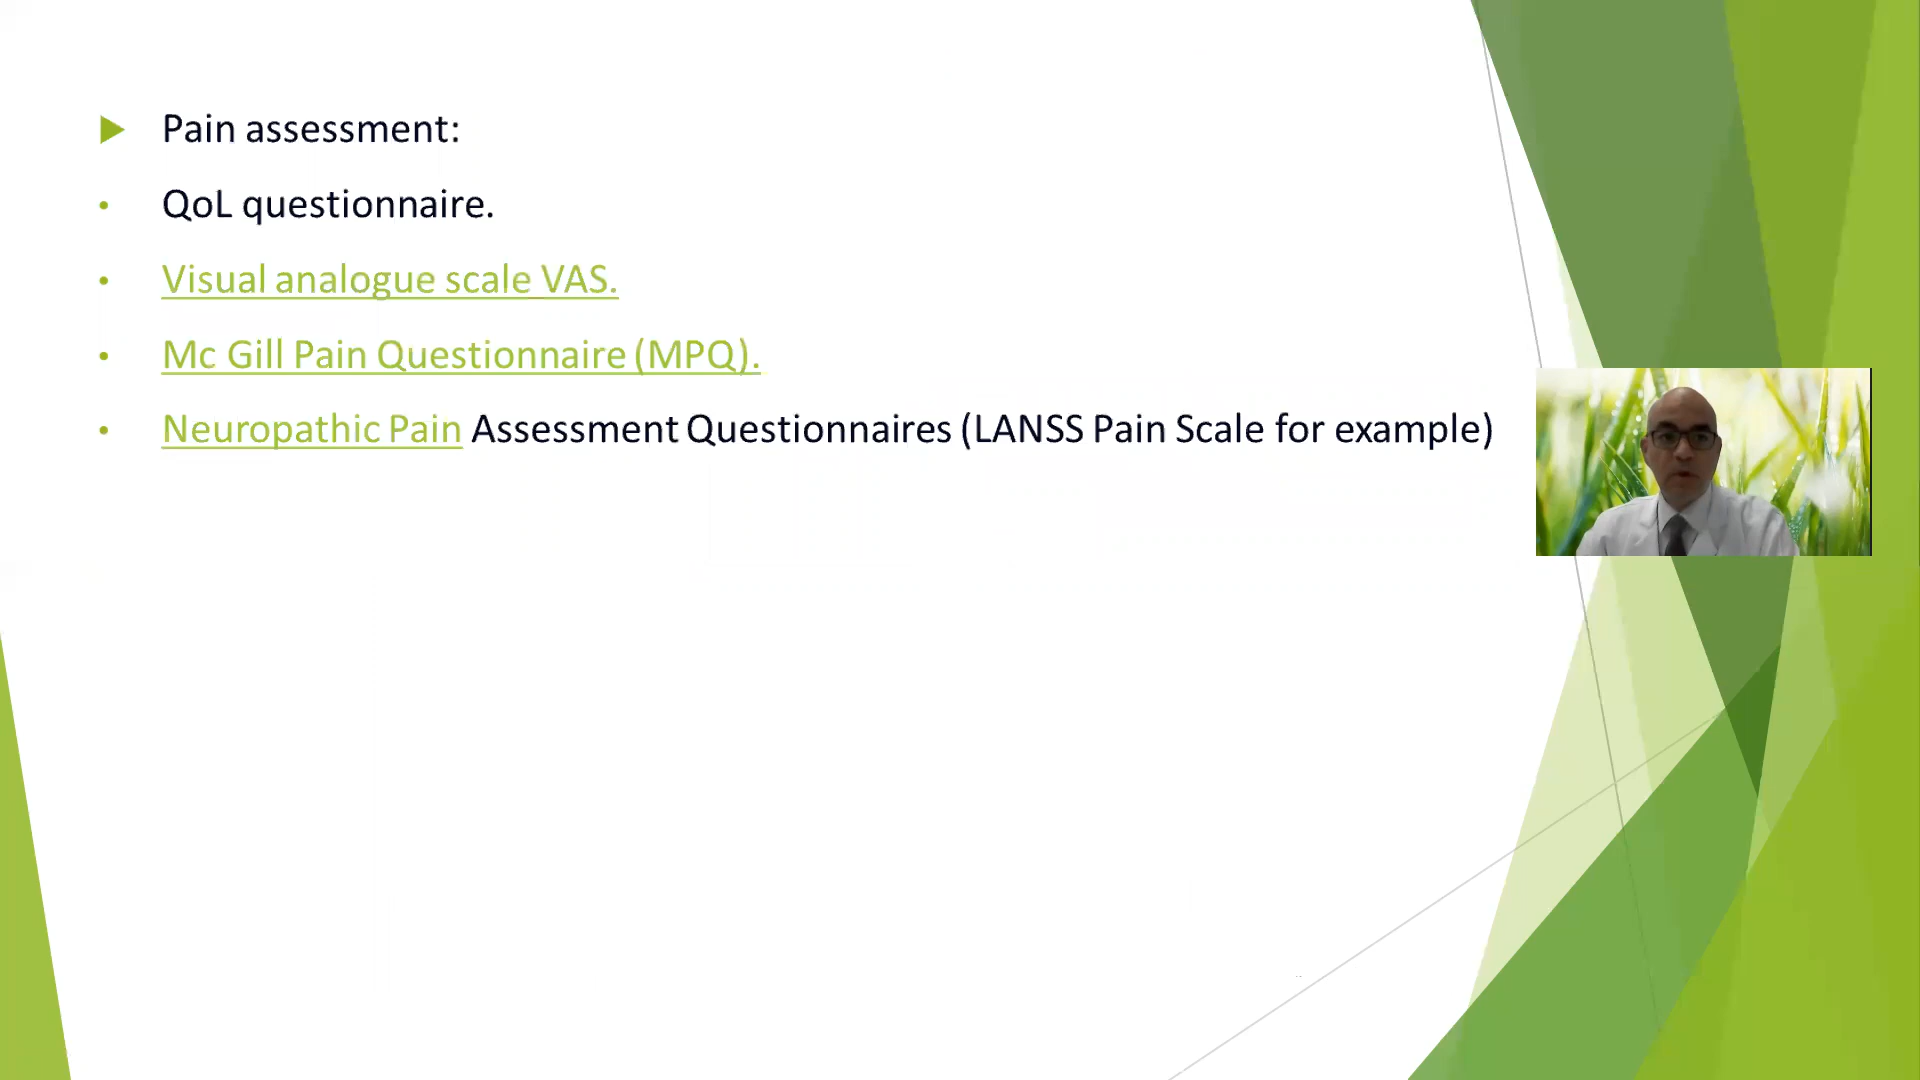 Pain assessment:
QoL questionnaire.
Visual analogue scale VAS.
Mc Gill Pain Questionnaire (MPQ).
Neuropathic Pain Assessment Questionnaires (LANSS Pain Scale for example)